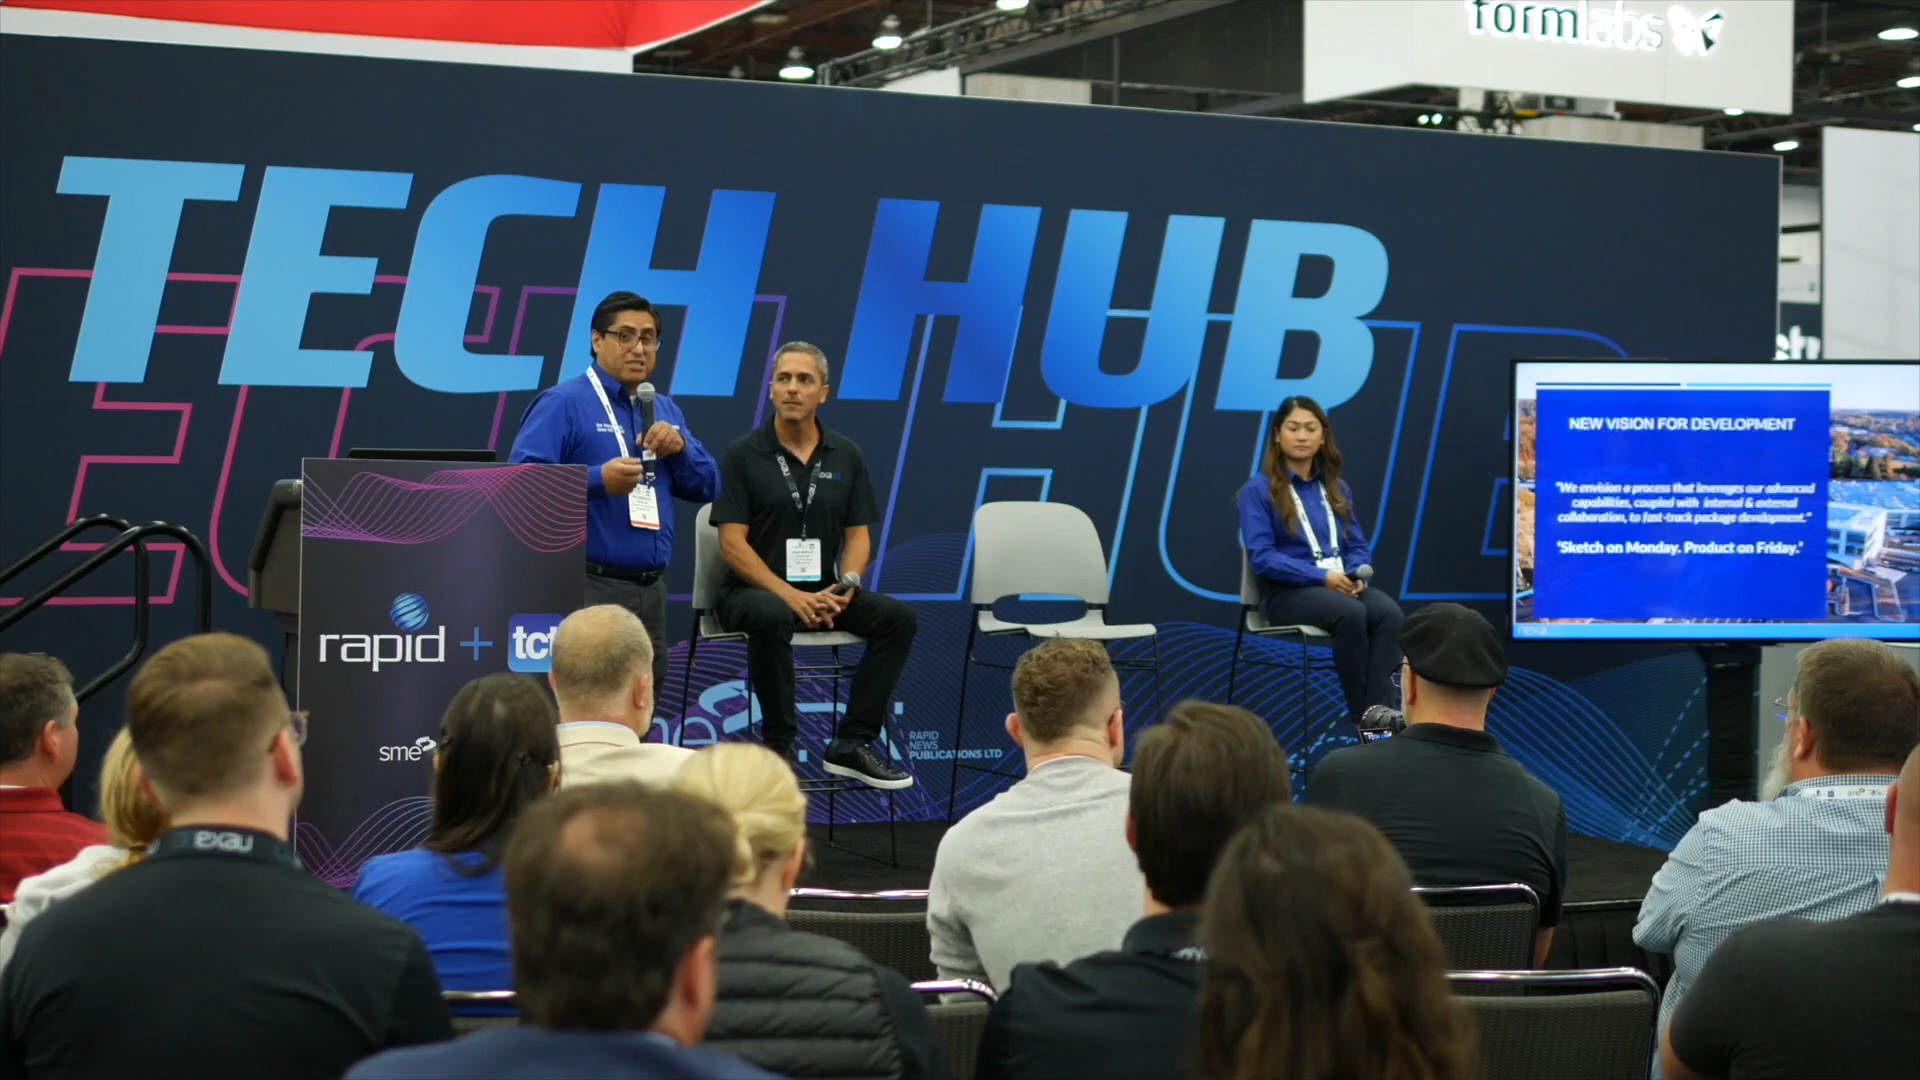 formlabs
TECH HUB
NEW VISION FOR DEVELOPMENT
"We envision a process that leverages our advanced
capabilities, coupled with internal & external
collaboration, to fast-track package development."
"Sketch on Monday. Product on Friday."
nexa
rapid + tct
sme
RAPID
NEWS
PUBLICATIONS LTD
nexa